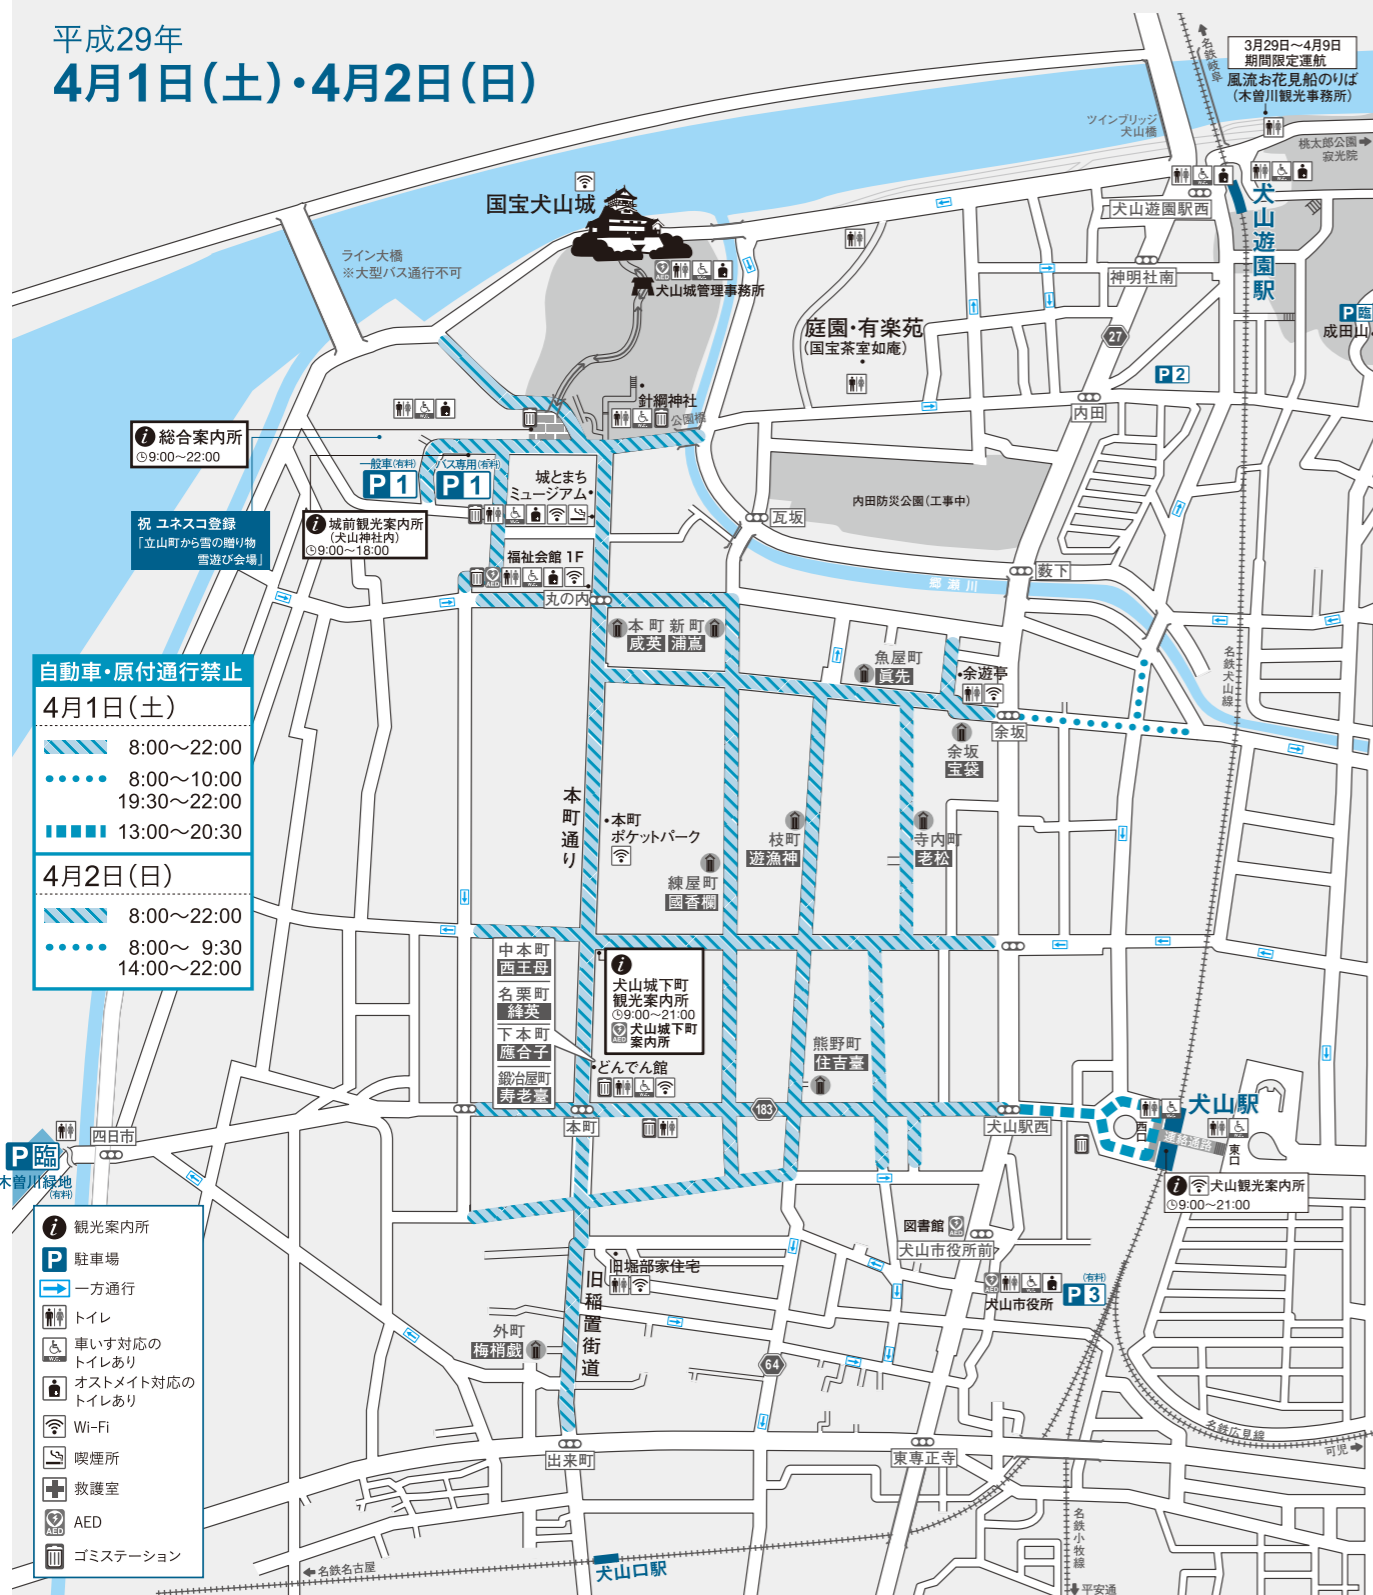 平成29年
4月1日(土)・4月2日(日)
3月29日〜4月9日
期間限定運航
風流お花見船のりば
(木曽川観光事務所)
名鉄岐阜
ツインブリッジ
犬山橋
桃太郎公園
寂光院
国宝犬山城
犬山遊園駅西
犬山遊園駅
ライン大橋
※大型バス通行不可
神明社南
AED
犬山城管理事務所
庭園・有楽苑
(国宝茶室如庵)
27
P臨
成田山
P2
内田
針綱神社
公園橋
総合案内所
9:00〜22:00
一般車(有料)
P1
バス専用(有料)
P1
城とまち
ミュージアム
内田防災公園(工事中)
瓦坂
祝 ユネスコ登録
「立山町から雪の贈り物
雪遊び会場」
城前観光案内所
(犬山神社内)
9:00〜18:00
福祉会館 1F
藪下
郷瀬川
丸の内
本町
咸英
新町
浦嶌
魚屋町
眞先
余遊亭
名鉄犬山線
自動車・原付通行禁止
4月1日(土)
8:00〜22:00
8:00〜10:00
19:30〜22:00
13:00〜20:30
4月2日(日)
8:00〜22:00
8:00〜 9:30
14:00〜22:00
余坂
余坂
宝袋
本町通り
本町
ポケットパーク
枝町
遊漁神
寺内町
老松
練屋町
國香欄
中本町
西王母
名栗町
縫英
下本町
應合子
鍛冶屋町
寿老臺
犬山城下町
観光案内所
9:00〜21:00
AED
犬山城下町
案内所
どんでん館
熊野町
住吉臺
183
本町
犬山駅西
犬山駅
西口
連絡通路
東口
四日市
P臨
木曽川緑地
(有料)
犬山観光案内所
9:00〜21:00
図書館
犬山市役所前
旧堀部家住宅
旧稲置街道
(有料)
P3
犬山市役所
外町
梅梢戯
64
観光案内所
P 駐車場
一方通行
トイレ
車いす対応の
トイレあり
オストメイト対応の
トイレあり
Wi-Fi
喫煙所
救護室
AED AED
ゴミステーション
出来町
東専正寺
名鉄広見線
可児
名鉄小牧線
平安通
名鉄名古屋
犬山口駅